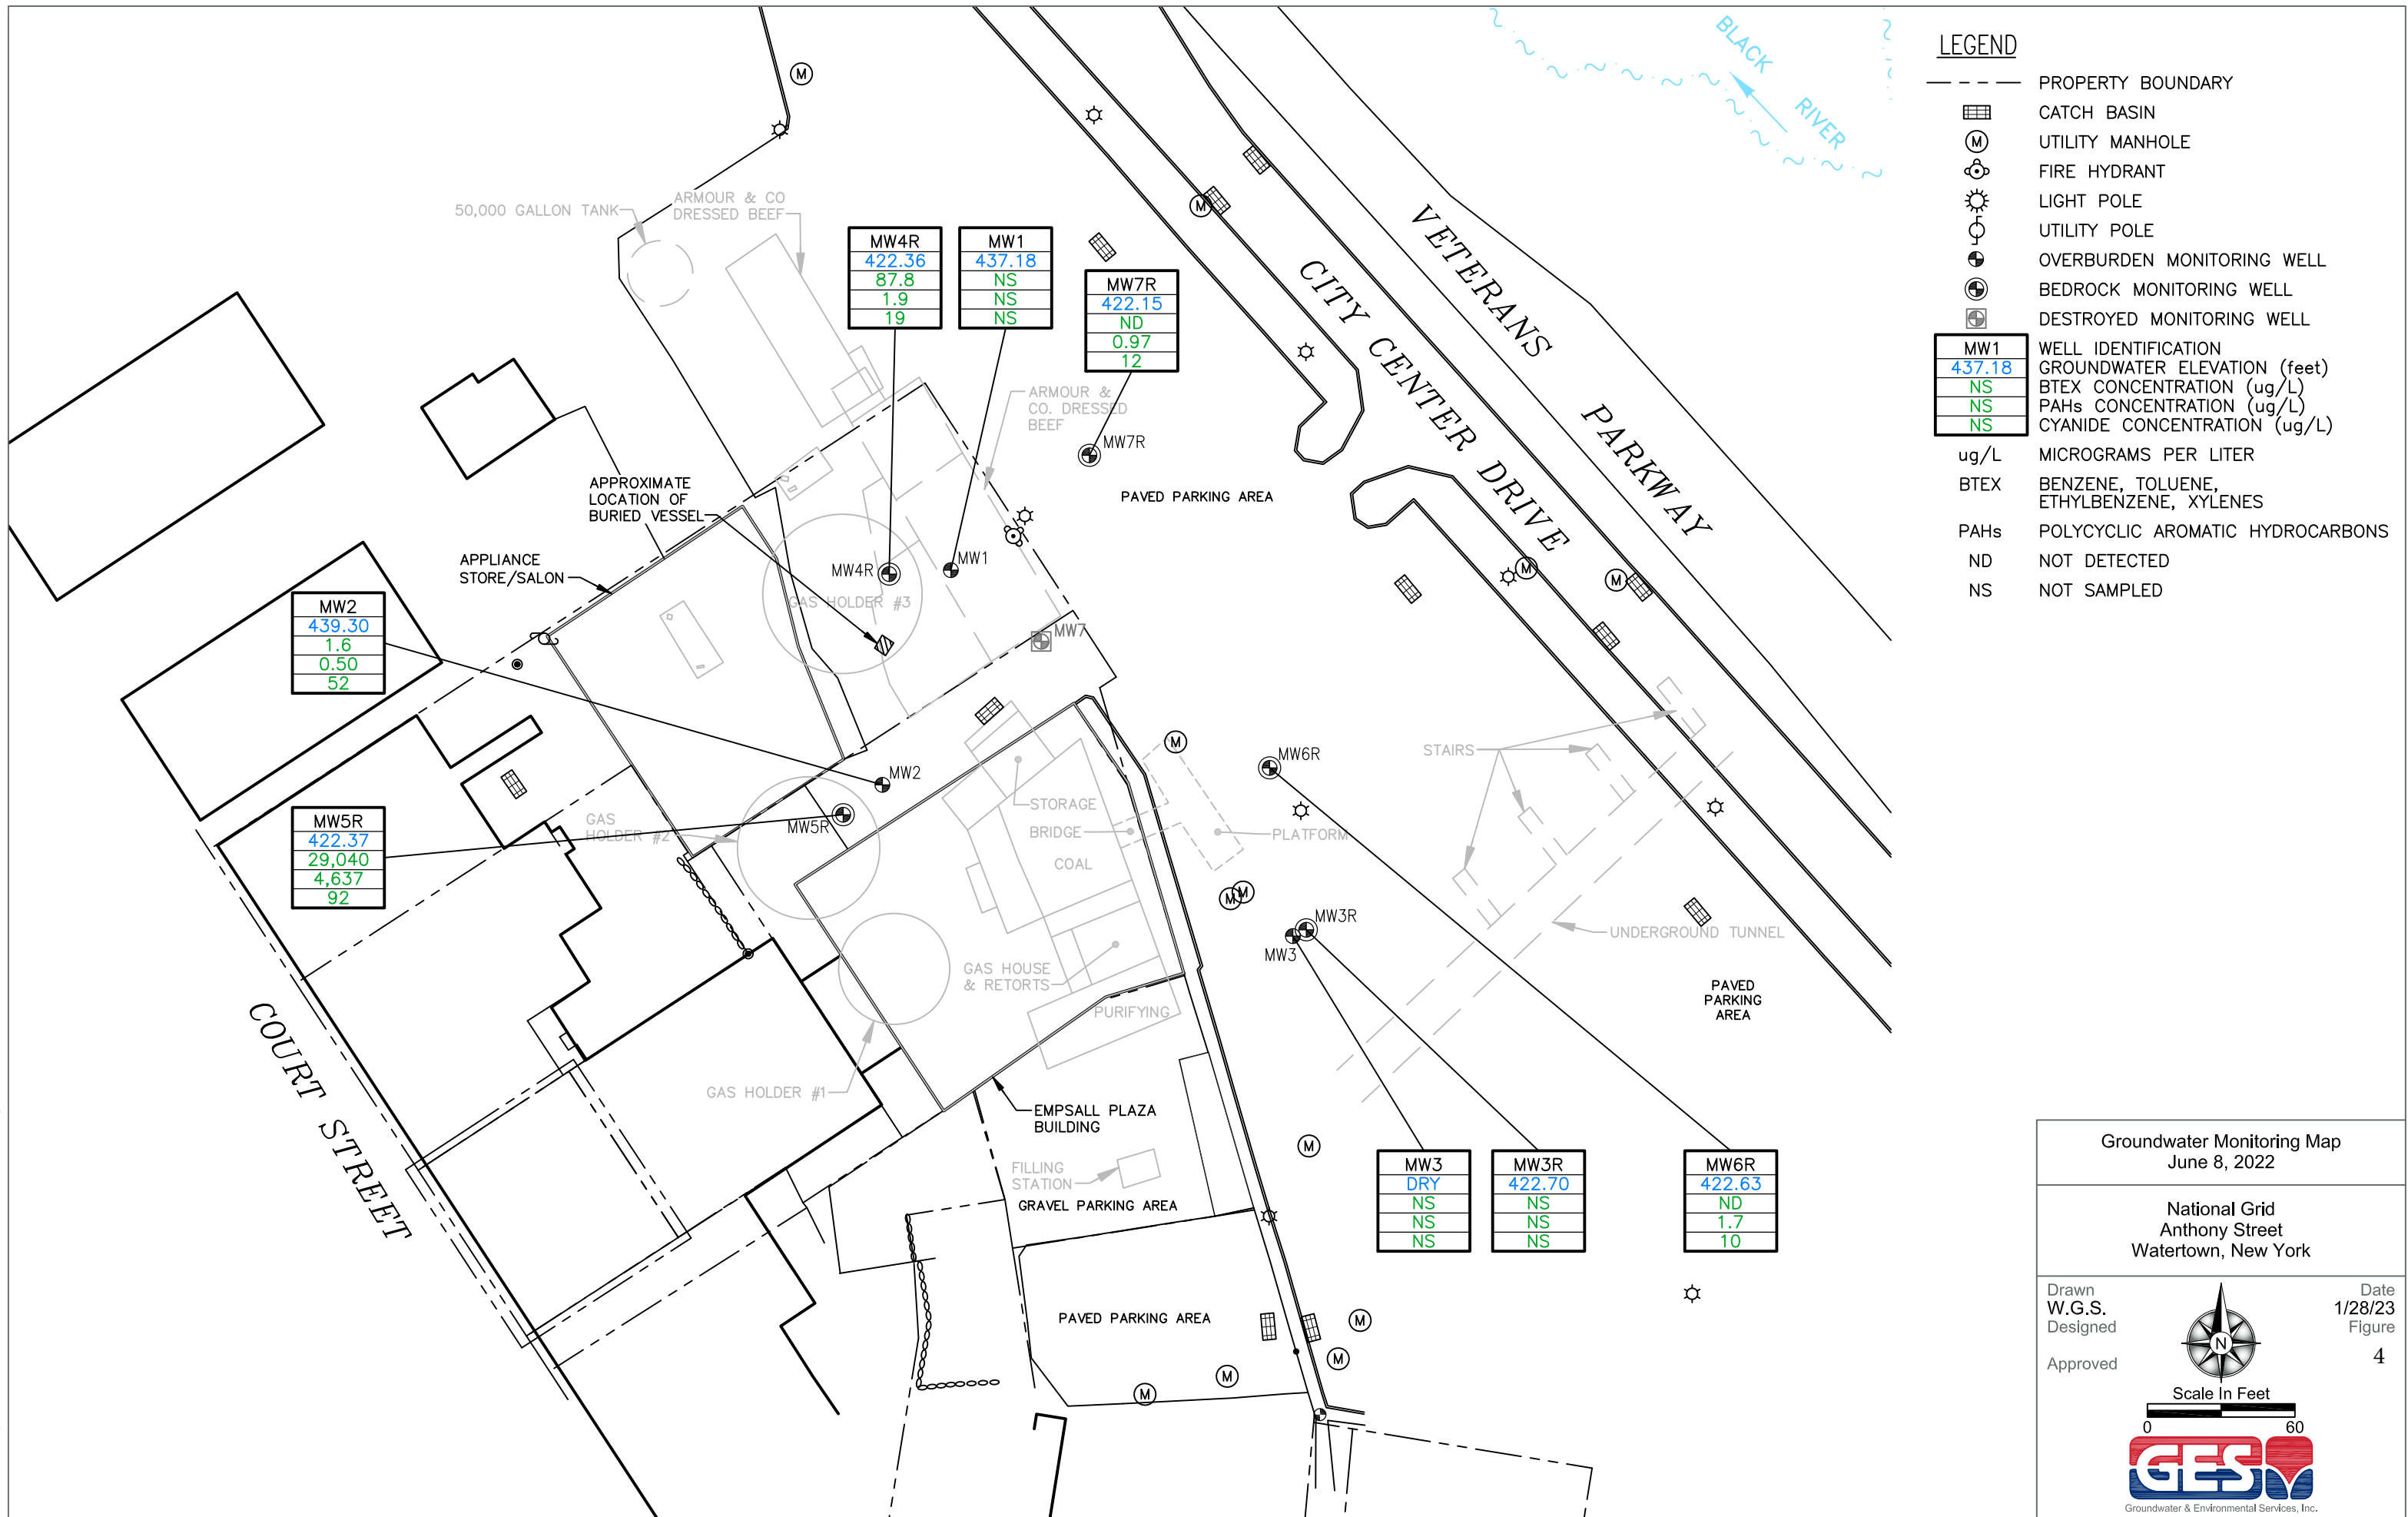 BLACK
RIVER
VETERANS
PARKWAY
CITY CENTER DRIVE
COURT STREET
50,000 GALLON TANK
ARMOUR & CO
DRESSED BEEF
MW4R
422.36
87.8
1.9
19
MW1
437.18
NS
NS
NS
MW7R
422.15
ND
0.97
12
ARMOUR &
CO. DRESSED
BEEF
MW7R
PAVED PARKING AREA
APPROXIMATE
LOCATION OF
BURIED VESSEL
APPLIANCE
STORE/SALON
MW4R
MW1
GAS HOLDER #3
MW7
MW2
439.30
1.6
0.50
52
MW2
MW5R
422.37
29,040
4,637
92
MW5R
GAS
HOLDER #2
STORAGE
BRIDGE
COAL
PLATFORM
MW6R
STAIRS
MW3R
MW3
UNDERGROUND TUNNEL
GAS HOUSE
& RETORTS
PURIFYING
PAVED
PARKING
AREA
GAS HOLDER #1
EMPSALL PLAZA
BUILDING
FILLING
STATION
GRAVEL PARKING AREA
MW3
DRY
NS
NS
NS
MW3R
422.70
NS
NS
NS
MW6R
422.63
ND
1.7
10
PAVED PARKING AREA
M
M
M
M
M
M
M
M
M
M
M
M
LEGEND
PROPERTY BOUNDARY
CATCH BASIN
M UTILITY MANHOLE
FIRE HYDRANT
LIGHT POLE
UTILITY POLE
OVERBURDEN MONITORING WELL
BEDROCK MONITORING WELL
DESTROYED MONITORING WELL
MW1 WELL IDENTIFICATION
437.18 GROUNDWATER ELEVATION (feet)
NS BTEX CONCENTRATION (ug/L)
NS PAHs CONCENTRATION (ug/L)
NS CYANIDE CONCENTRATION (ug/L)
ug/L MICROGRAMS PER LITER
BTEX BENZENE, TOLUENE,
ETHYLBENZENE, XYLENES
PAHs POLYCYCLIC AROMATIC HYDROCARBONS
ND NOT DETECTED
NS NOT SAMPLED
Groundwater Monitoring Map
June 8, 2022
National Grid
Anthony Street
Watertown, New York
Drawn
W.G.S.
Designed
Approved
N
Date
1/28/23
Figure
4
Scale In Feet
0 60
GES
Groundwater & Environmental Services, Inc.